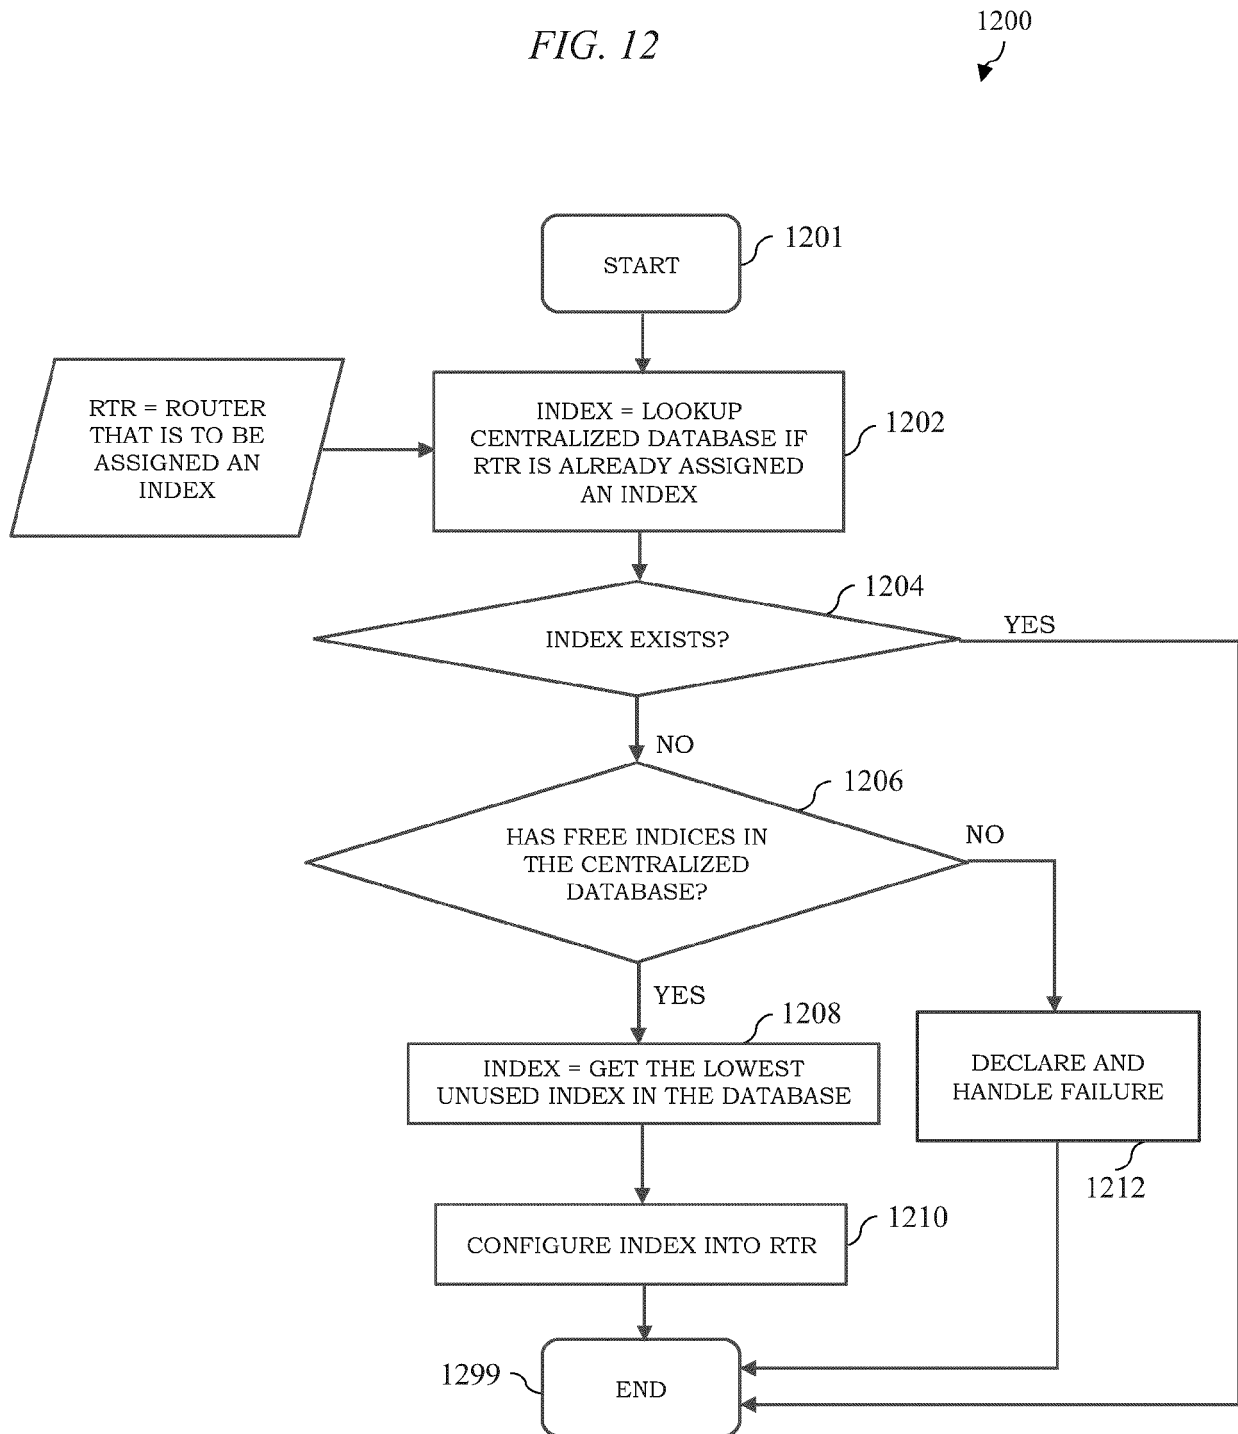 FIG. 12
1200
START
1201
RTR = ROUTER
THAT IS TO BE
ASSIGNED AN
INDEX
INDEX = LOOKUP
CENTRALIZED DATABASE IF
RTR IS ALREADY ASSIGNED
AN INDEX
1202
INDEX EXISTS?
1204
YES
NO
HAS FREE INDICES IN
THE CENTRALIZED
DATABASE?
1206
NO
YES
INDEX = GET THE LOWEST
UNUSED INDEX IN THE DATABASE
1208
DECLARE AND
HANDLE FAILURE
1212
CONFIGURE INDEX INTO RTR
1210
END
1299